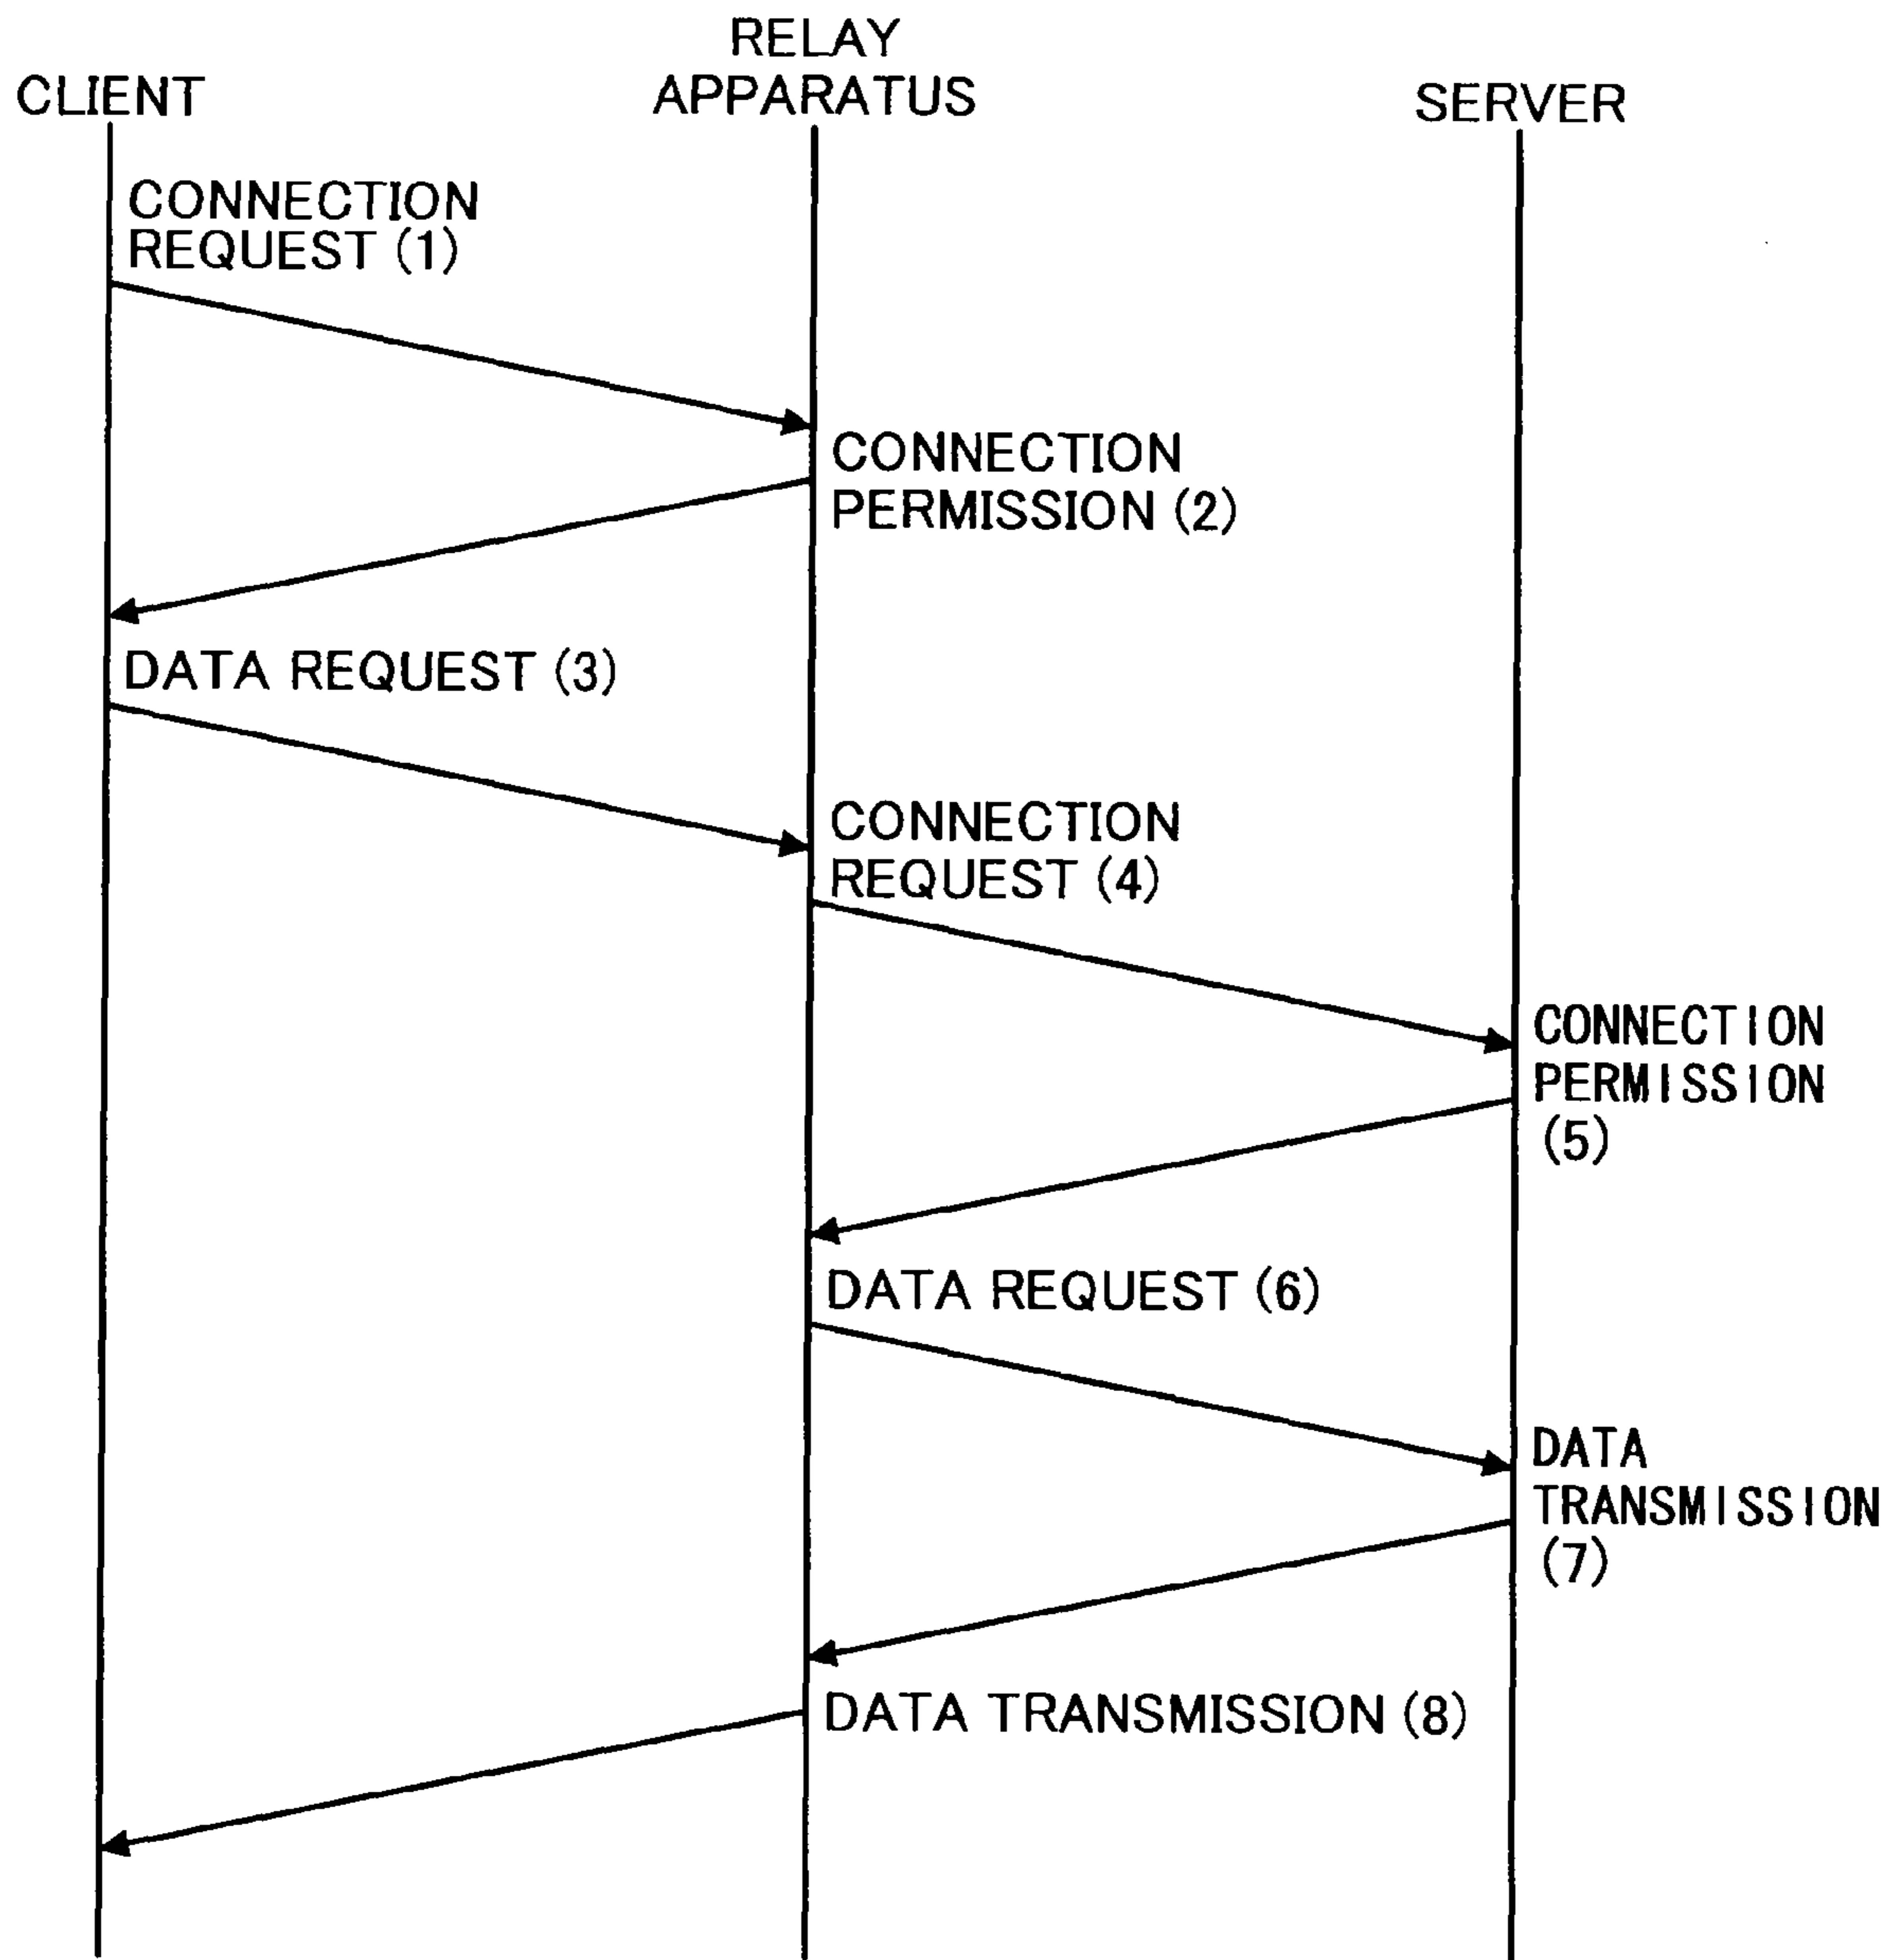 RELAY
APPARATUS
CLIENT
SERVER
CONNECTION
REQUEST (1)
CONNECTION
PERMISSION (2)
DATA REQUEST (3)
CONNECTION
REQUEST (4)
CONNECTION
PERMISSION
(5)
DATA REQUEST (6)
DATA
TRANSMISSION
(7)
DATA TRANSMISSION (8)